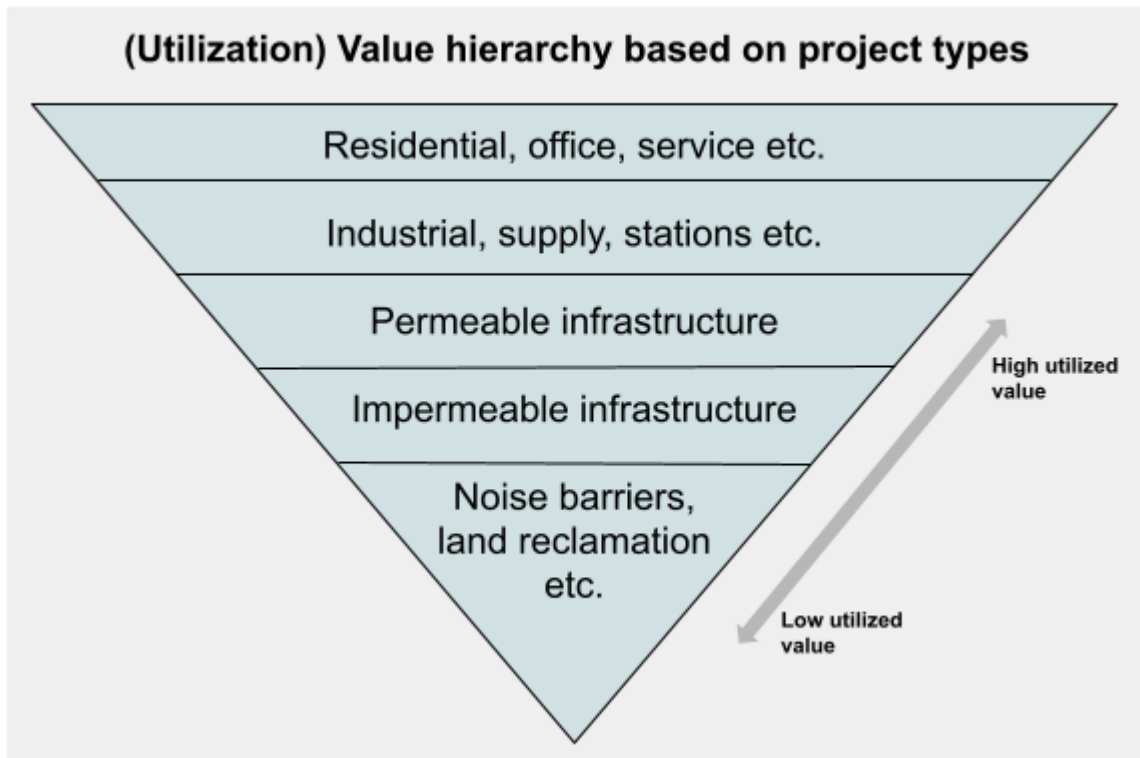 (Utilization) Value hierarchy based on project types
Residential, office, service etc.
Industrial, supply, stations etc.
Permeable infrastructure
Impermeable infrastructure
Noise barriers,
land reclamation
etc.
High utilized
value
Low utilized
value